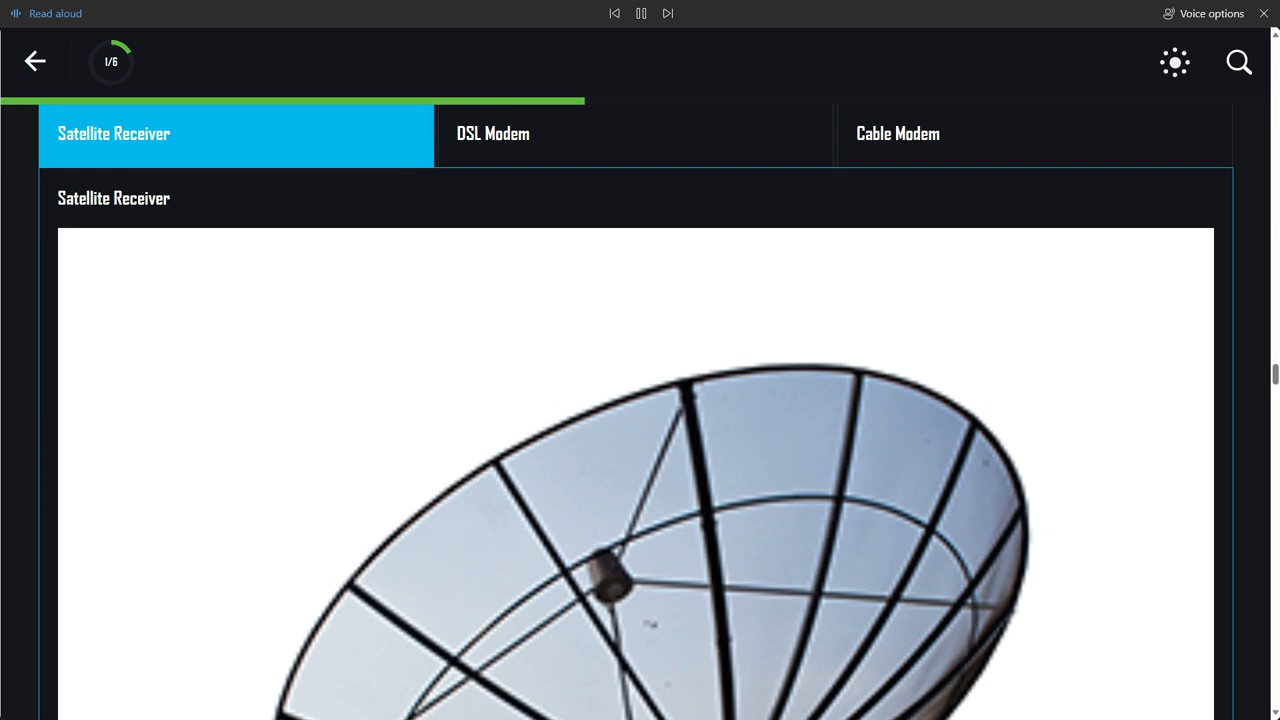 Read aloud
Voice options
1/6
Satellite Receiver
DSL Modem
Cable Modem
Satellite Receiver